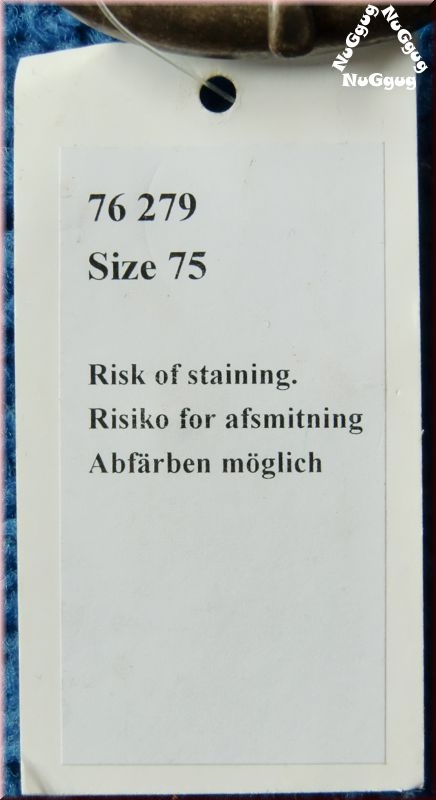 NuGgug
NuGgug
NuGgug
76 279
Size 75
Risk of staining.
Risiko for afsmitning
Abfärben möglich